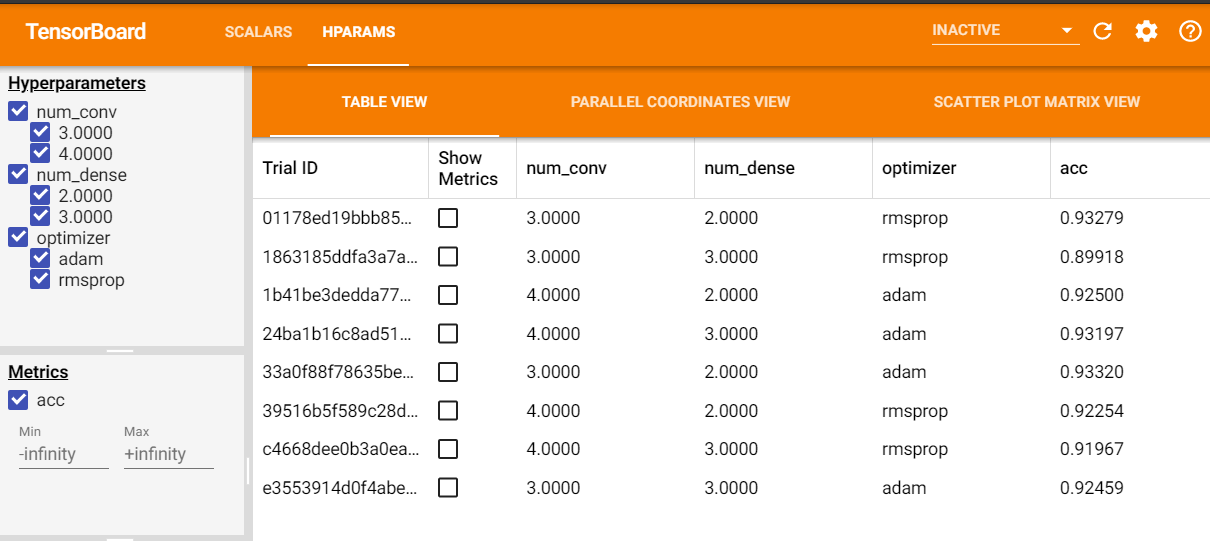 TensorBoard SCALARS HPARAMS INACTIVE
Hyperparameters
num_conv
3.0000
4.0000
num_dense
2.0000
3.0000
optimizer
adam
rmsprop
Metrics
acc
Min Max
-infinity +infinity
TABLE VIEW PARALLEL COORDINATES VIEW SCATTER PLOT MATRIX VIEW
Trial ID Show Metrics num_conv num_dense optimizer acc
01178ed19bbb85... 3.0000 2.0000 rmsprop 0.93279
1863185ddfa3a7a... 3.0000 3.0000 rmsprop 0.89918
1b41be3dedda77... 4.0000 2.0000 adam 0.92500
24ba1b16c8ad51... 4.0000 3.0000 adam 0.93197
33a0f88f78635be... 3.0000 2.0000 adam 0.93320
39516b5f589c28d... 4.0000 2.0000 rmsprop 0.92254
c4668dee0b3a0ea... 4.0000 3.0000 rmsprop 0.91967
e3553914d0f4abe... 3.0000 3.0000 adam 0.92459